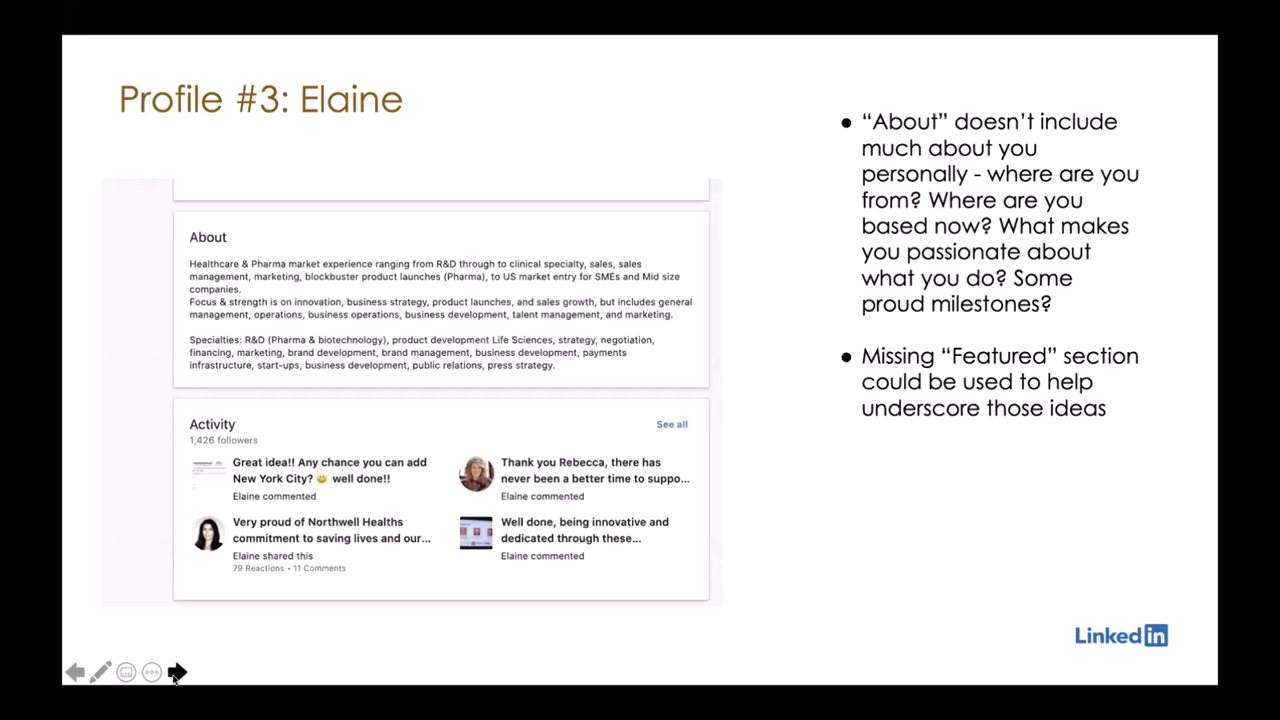 Profile #3: Elaine
About
Healthcare & Pharma market experience ranging from R&D through to clinical specialty, sales, sales
management, marketing, blockbuster product launches (Pharma), to US market entry for SMEs and Mid size
companies.
Focus & strength is on innovation, business strategy, product launches, and sales growth, but includes general
management, operations, business operations, business development, talent management, and marketing.
Specialties: R&D (Pharma & biotechnology), product development Life Sciences, strategy, negotiation,
financing, marketing, brand development, brand management, business development, payments
infrastructure, start-ups, business development, public relations, press strategy.
Activity
See all
1,426 followers
Great idea!! Any chance you can add
New York City? 😀 well done!!
Elaine commented
Thank you Rebecca, there has
never been a better time to suppo...
Elaine commented
Very proud of Northwell Healths
commitment to saving lives and our...
Elaine shared this
79 Reactions • 11 Comments
Well done, being innovative and
dedicated through these...
Elaine commented
● “About” doesn’t include
much about you
personally - where are you
from? Where are you
based now? What makes
you passionate about
what you do? Some
proud milestones?
● Missing “Featured” section
could be used to help
underscore those ideas
Linked in